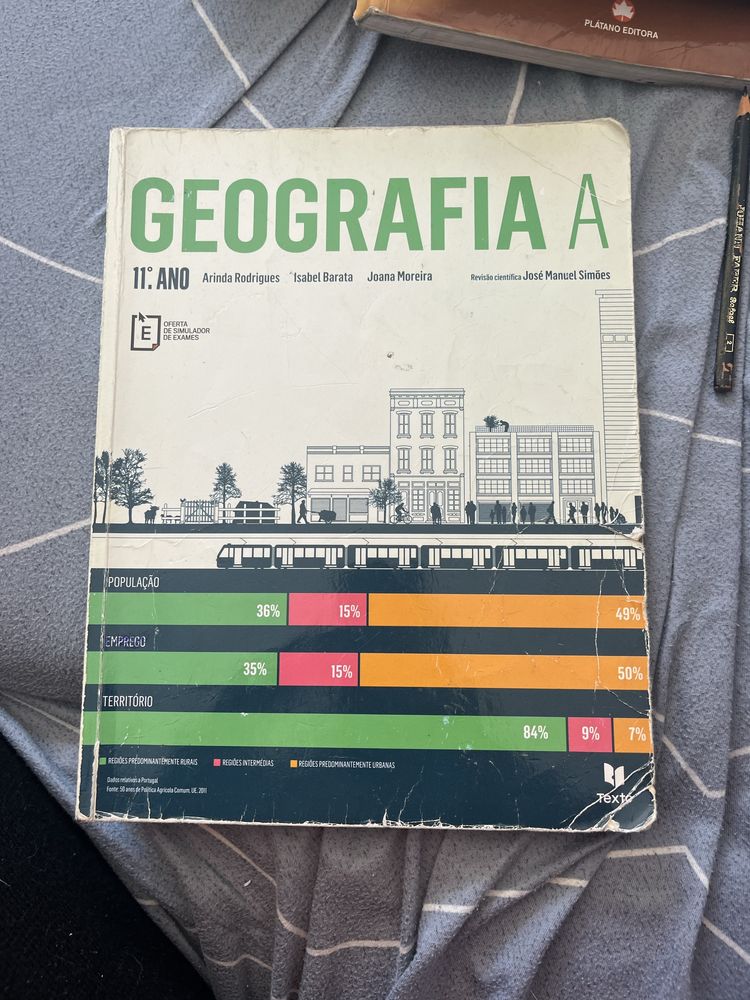 PLÁTANO EDITORA
GEOGRAFIA A
11.° ANO Arinda Rodrigues Isabel Barata Joana Moreira Revisão científica José Manuel Simões
E
OFERTA
DE SIMULADOR
DE EXAMES
POPULAÇÃO
36% 15% 49%
EMPREGO
35% 15% 50%
TERRITÓRIO
84% 9% 7%
REGIÕES PREDOMINANTEMENTE RURAIS REGIÕES INTERMÉDIAS REGIÕES PREDOMINANTEMENTE URBANAS
Dados relativos a Portugal
Fonte: 50 anos de Política Agrícola Comum. UE. 2011
Texto
2